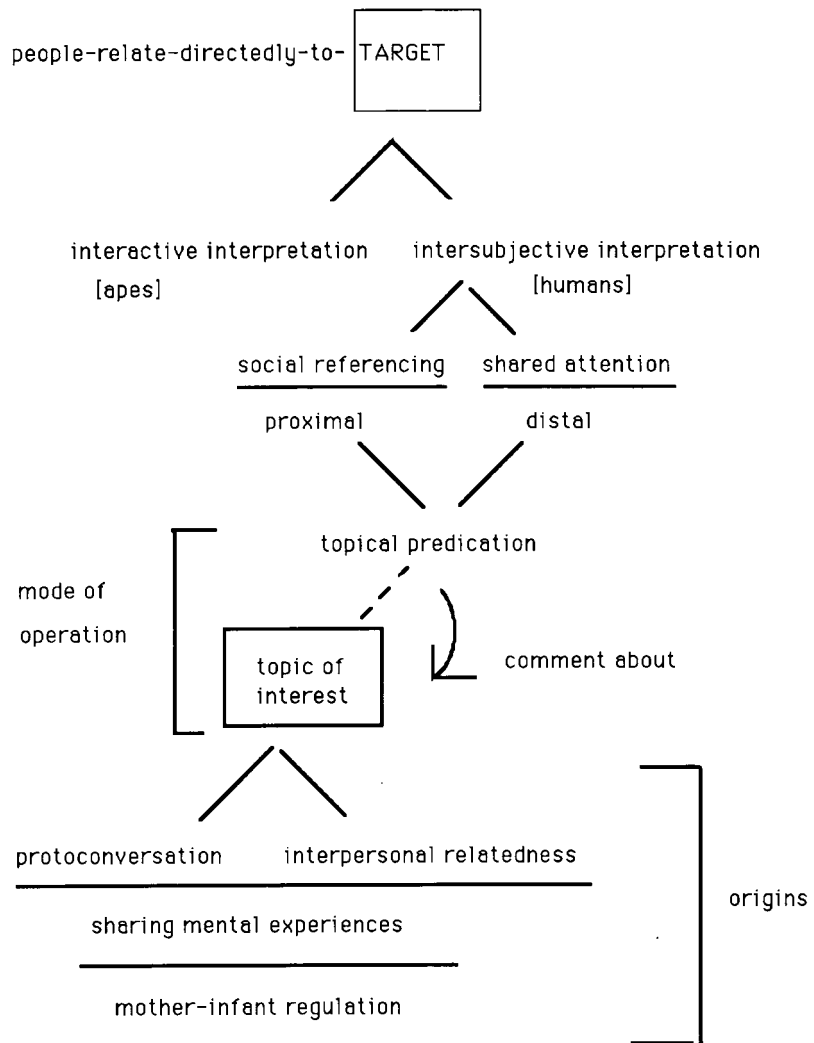 people-relate-directedly-to- TARGET
interactive interpretation intersubjective interpretation
[apes] [humans]
social referencing shared attention
proximal distal
topical predication
mode of
operation
topic of
interest
comment about
protoconversation interpersonal relatedness
origins
sharing mental experiences
mother-infant regulation